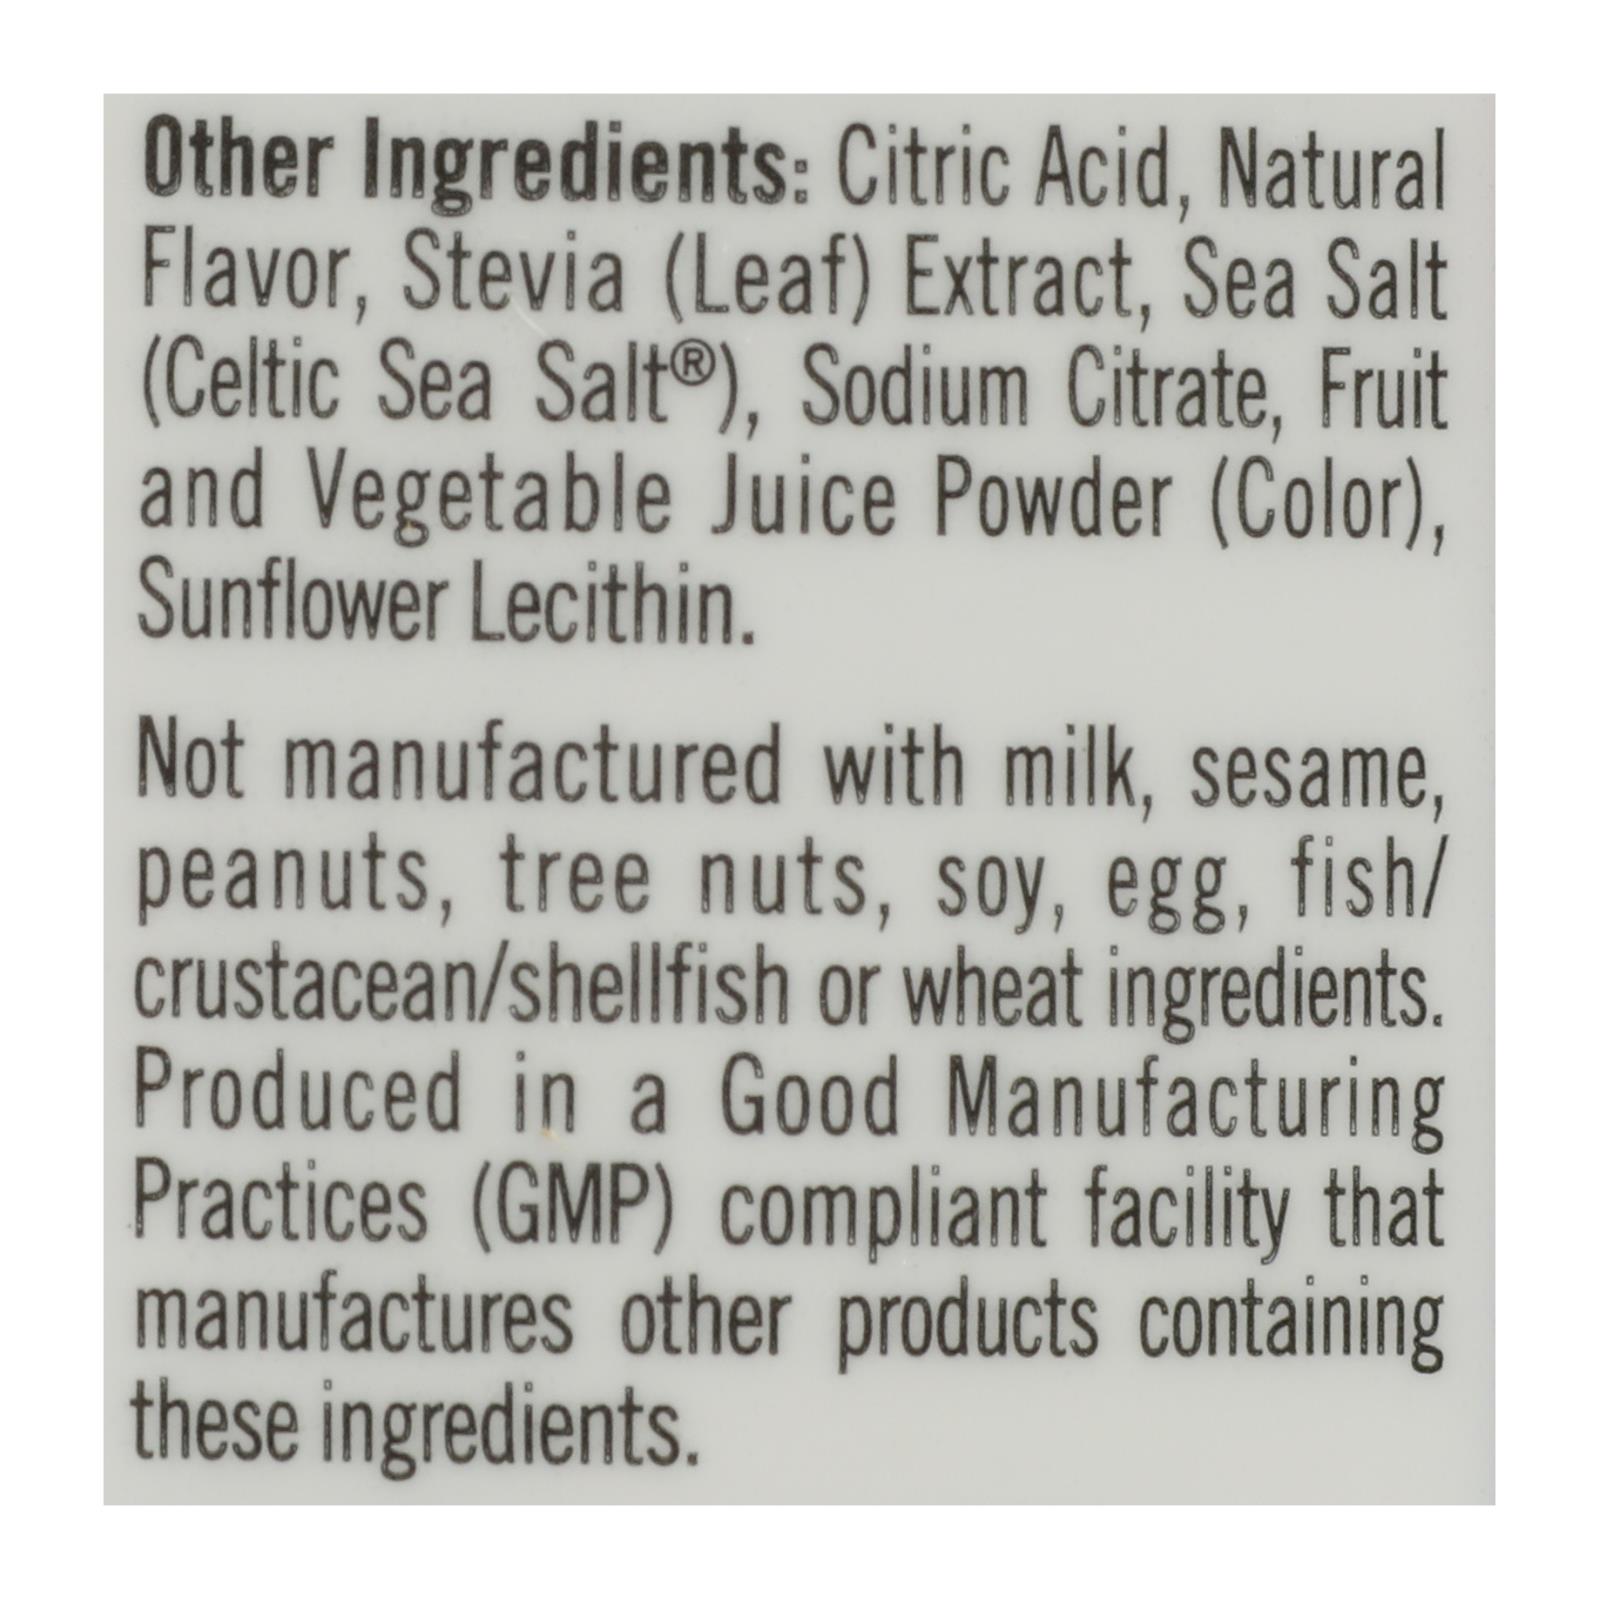 Other Ingredients: Citric Acid, Natural
Flavor, Stevia (Leaf) Extract, Sea Salt
(Celtic Sea Salt®), Sodium Citrate, Fruit
and Vegetable Juice Powder (Color),
Sunflower Lecithin.
Not manufactured with milk, sesame,
peanuts, tree nuts, soy, egg, fish/
crustacean/shellfish or wheat ingredients.
Produced in a Good Manufacturing
Practices (GMP) compliant facility that
manufactures other products containing
these ingredients.